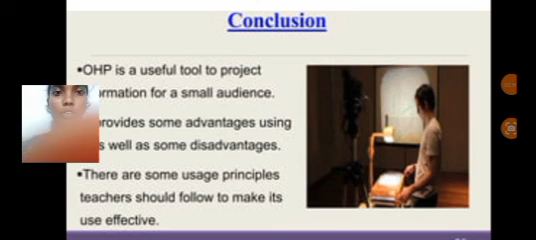 Conclusion
▪OHP is a useful tool to project
ormation for a small audience.
provides some advantages using
s well as some disadvantages.
▪There are some usage principles
teachers should follow to make its
use effective.